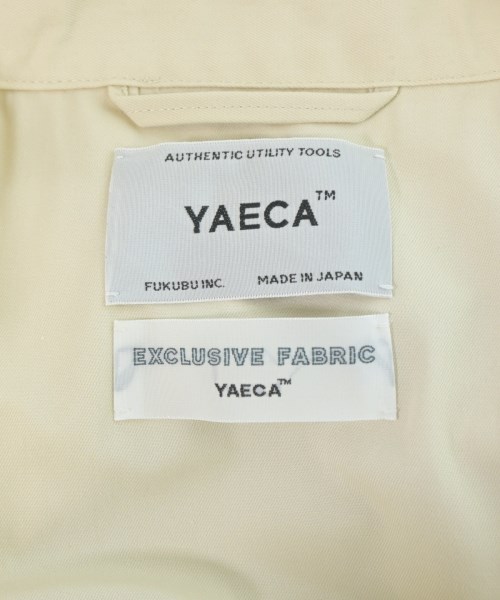 AUTHENTIC UTILITY TOOLS
YAECA™
FUKUBU INC. MADE IN JAPAN
EXCLUSIVE FABRIC
YAECA™